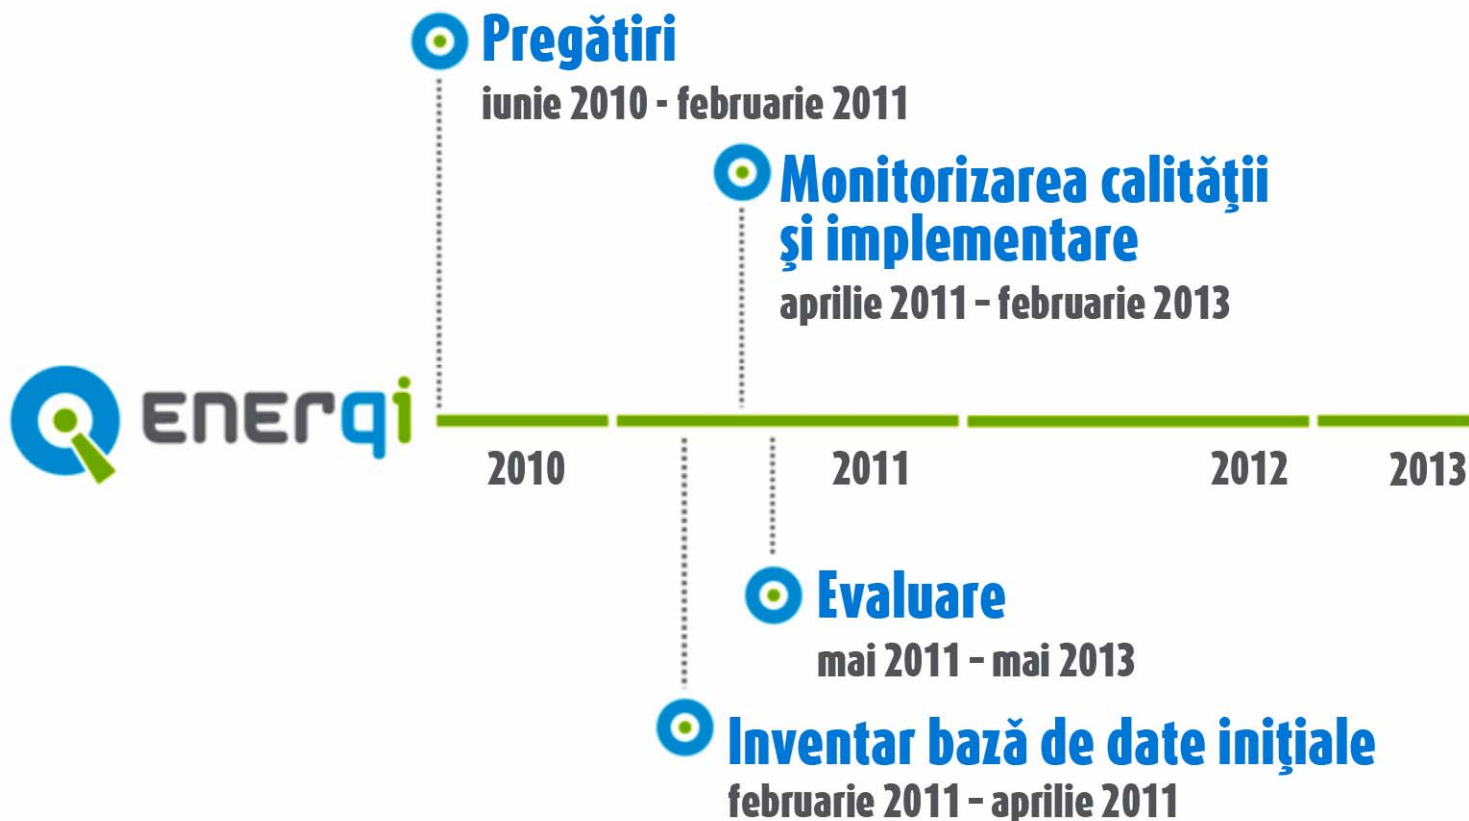 Pregătiri
iunie 2010 - februarie 2011
Monitorizarea calităţii
şi implementare
aprilie 2011 – februarie 2013
enerqi
2010
2011
2012
2013
Evaluare
mai 2011 – mai 2013
Inventar bază de date iniţiale
februarie 2011 – aprilie 2011